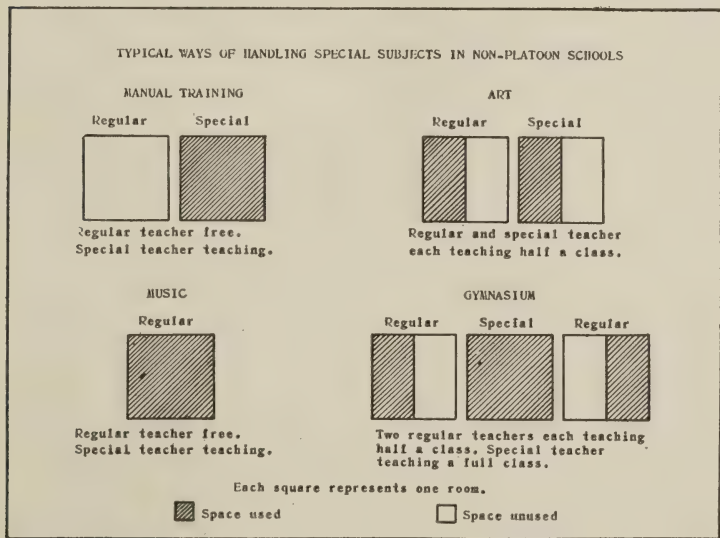 TYPICAL WAYS OF HANDLING SPECIAL SUBJECTS IN NON-PLATOON SCHOOLS
MANUAL TRAINING
Regular Special
Regular teacher free.
Special teacher teaching.
ART
Regular Special
Regular and special teacher
each teaching half a class.
MUSIC
Regular
Regular teacher free.
Special teacher teaching.
GYMNASIUM
Regular Special Regular
Two regular teachers each teaching
half a class. Special teacher
teaching a full class.
Each square represents one room.
Space used Space unused